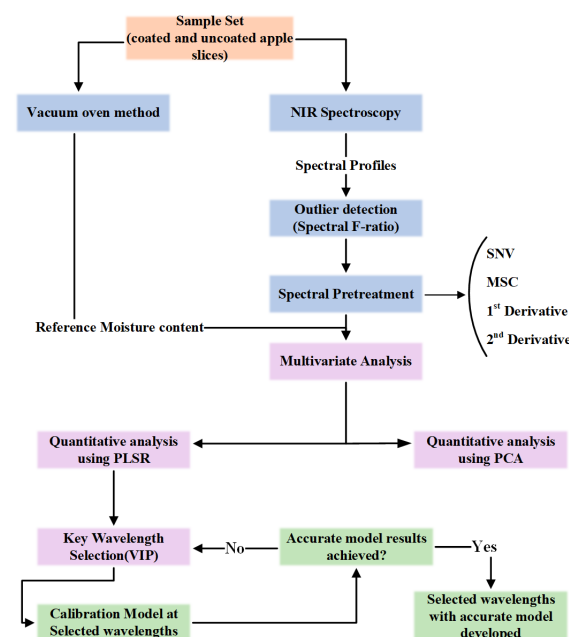 Sample Set
(coated and uncoated apple
slices)
Vacuum oven method
NIR Spectroscopy
Spectral Profiles
Outlier detection
(Spectral F-ratio)
SNV
MSC
1st Derivative
2nd Derivative
Spectral Pretreatment
Reference Moisture content
Multivariate Analysis
Quantitative analysis
using PLSR
Quantitative analysis
using PCA
Key Wavelength
Selection(VIP)
No
Accurate model results
achieved?
Yes
Calibration Model at
Selected wavelengths
Selected wavelengths
with accurate model
developed